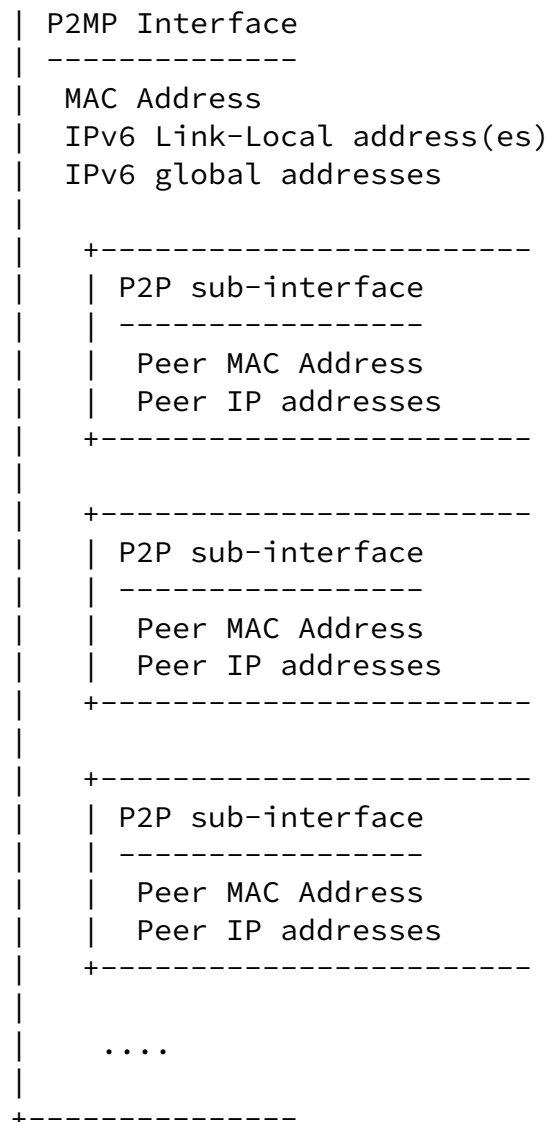 | P2MP Interface
| --------------
|  MAC Address
|  IPv6 Link-Local address(es)
|  IPv6 global addresses
|
|   +------------------------
|   | P2P sub-interface
|   | -----------------
|   |  Peer MAC Address
|   |  Peer IP addresses
|   +------------------------
|
|   +------------------------
|   | P2P sub-interface
|   | -----------------
|   |  Peer MAC Address
|   |  Peer IP addresses
|   +------------------------
|
|   +------------------------
|   | P2P sub-interface
|   | -----------------
|   |  Peer MAC Address
|   |  Peer IP addresses
|   +------------------------
|
|    ....
|
+---------------